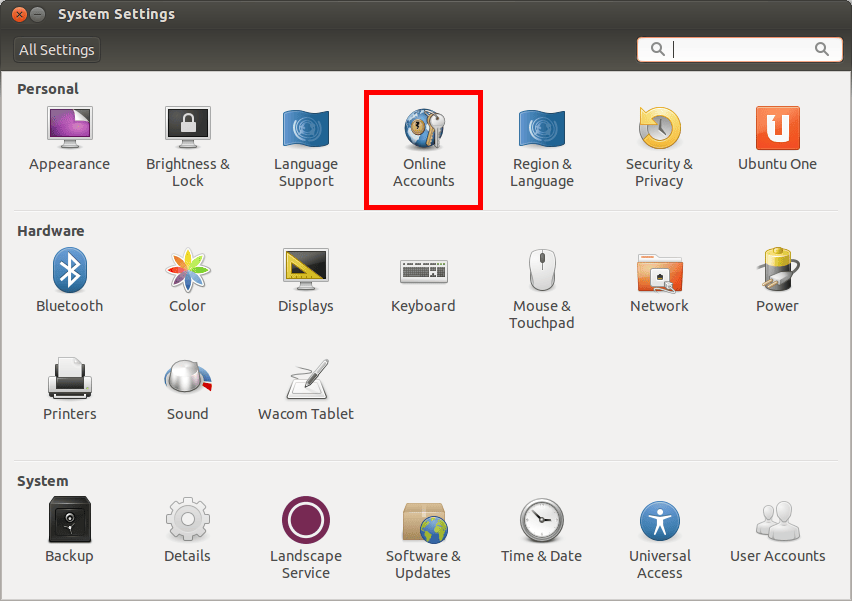 System Settings
All Settings
Personal
Appearance
Brightness &
Lock
Language
Support
Online
Accounts
Region &
Language
Security &
Privacy
Ubuntu One
Hardware
Bluetooth
Color
Displays
Keyboard
Mouse &
Touchpad
Network
Power
Printers
Sound
Wacom Tablet
System
Backup
Details
Landscape
Service
Software &
Updates
Time & Date
Universal
Access
User Accounts